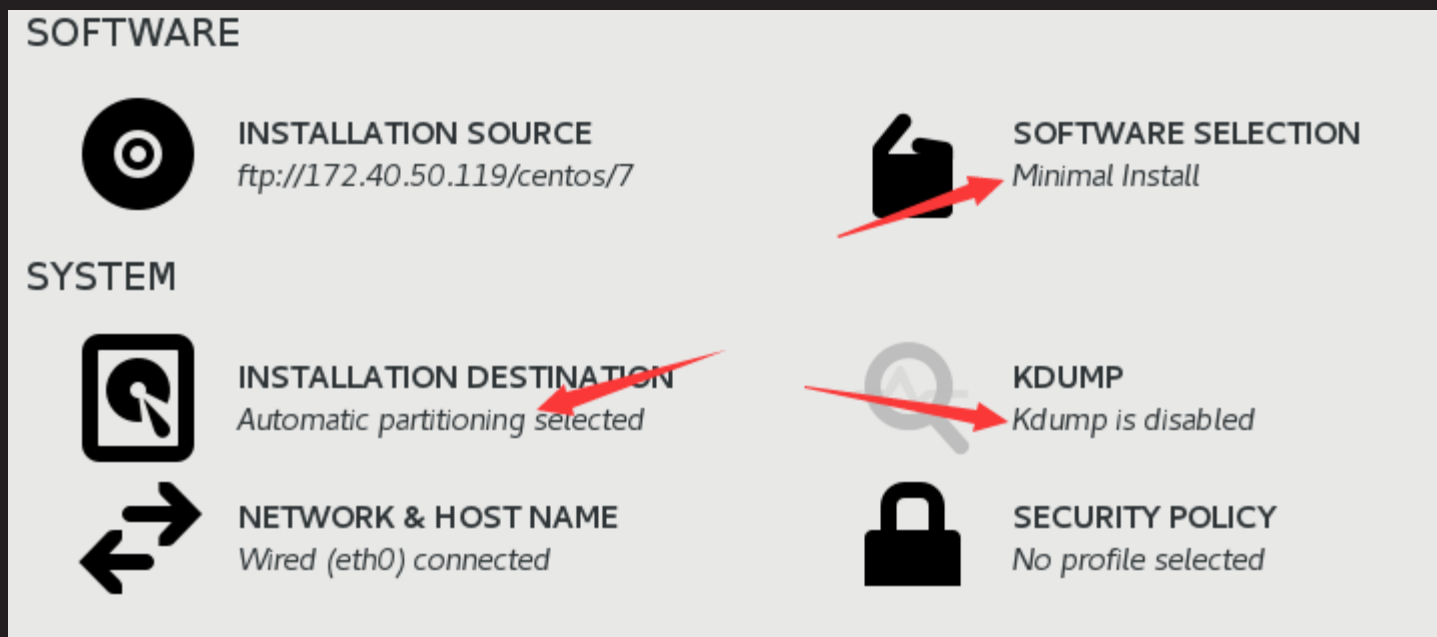 SOFTWARE
INSTALLATION SOURCE
ftp://172.40.50.119/centos/7
SOFTWARE SELECTION
Minimal Install
SYSTEM
INSTALLATION DESTINATION
Automatic partitioning selected
KDUMP
Kdump is disabled
NETWORK & HOST NAME
Wired (eth0) connected
SECURITY POLICY
No profile selected